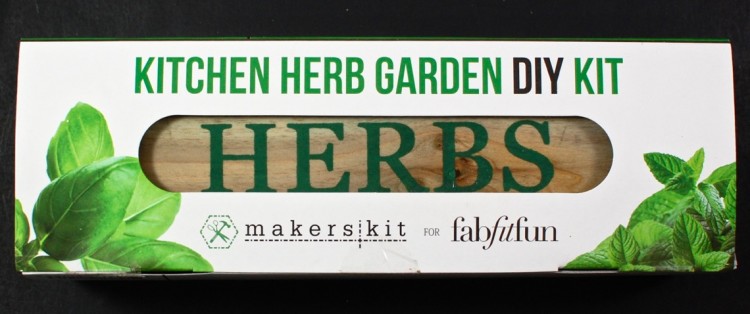 KITCHEN HERB GARDEN DIY KIT
HERBS
makers kit FOR fabfitfun